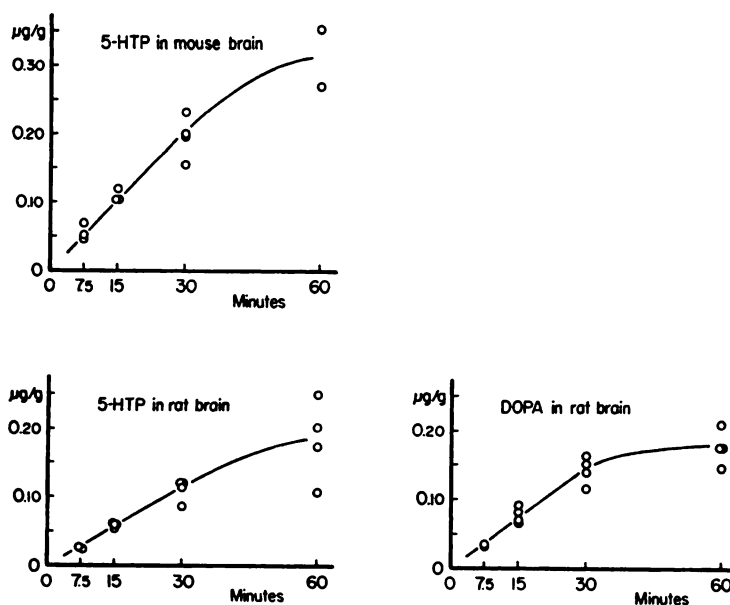 µg/g
5-HTP in mouse brain
0.30
0.20
0.10
0
0 7.5 15 30 60
Minutes
µg/g
5-HTP in rat brain
0.20
0.10
0
0 7.5 15 30 60
Minutes
µg/g
DOPA in rat brain
0.20
0.10
0
0 7.5 15 30 60
Minutes